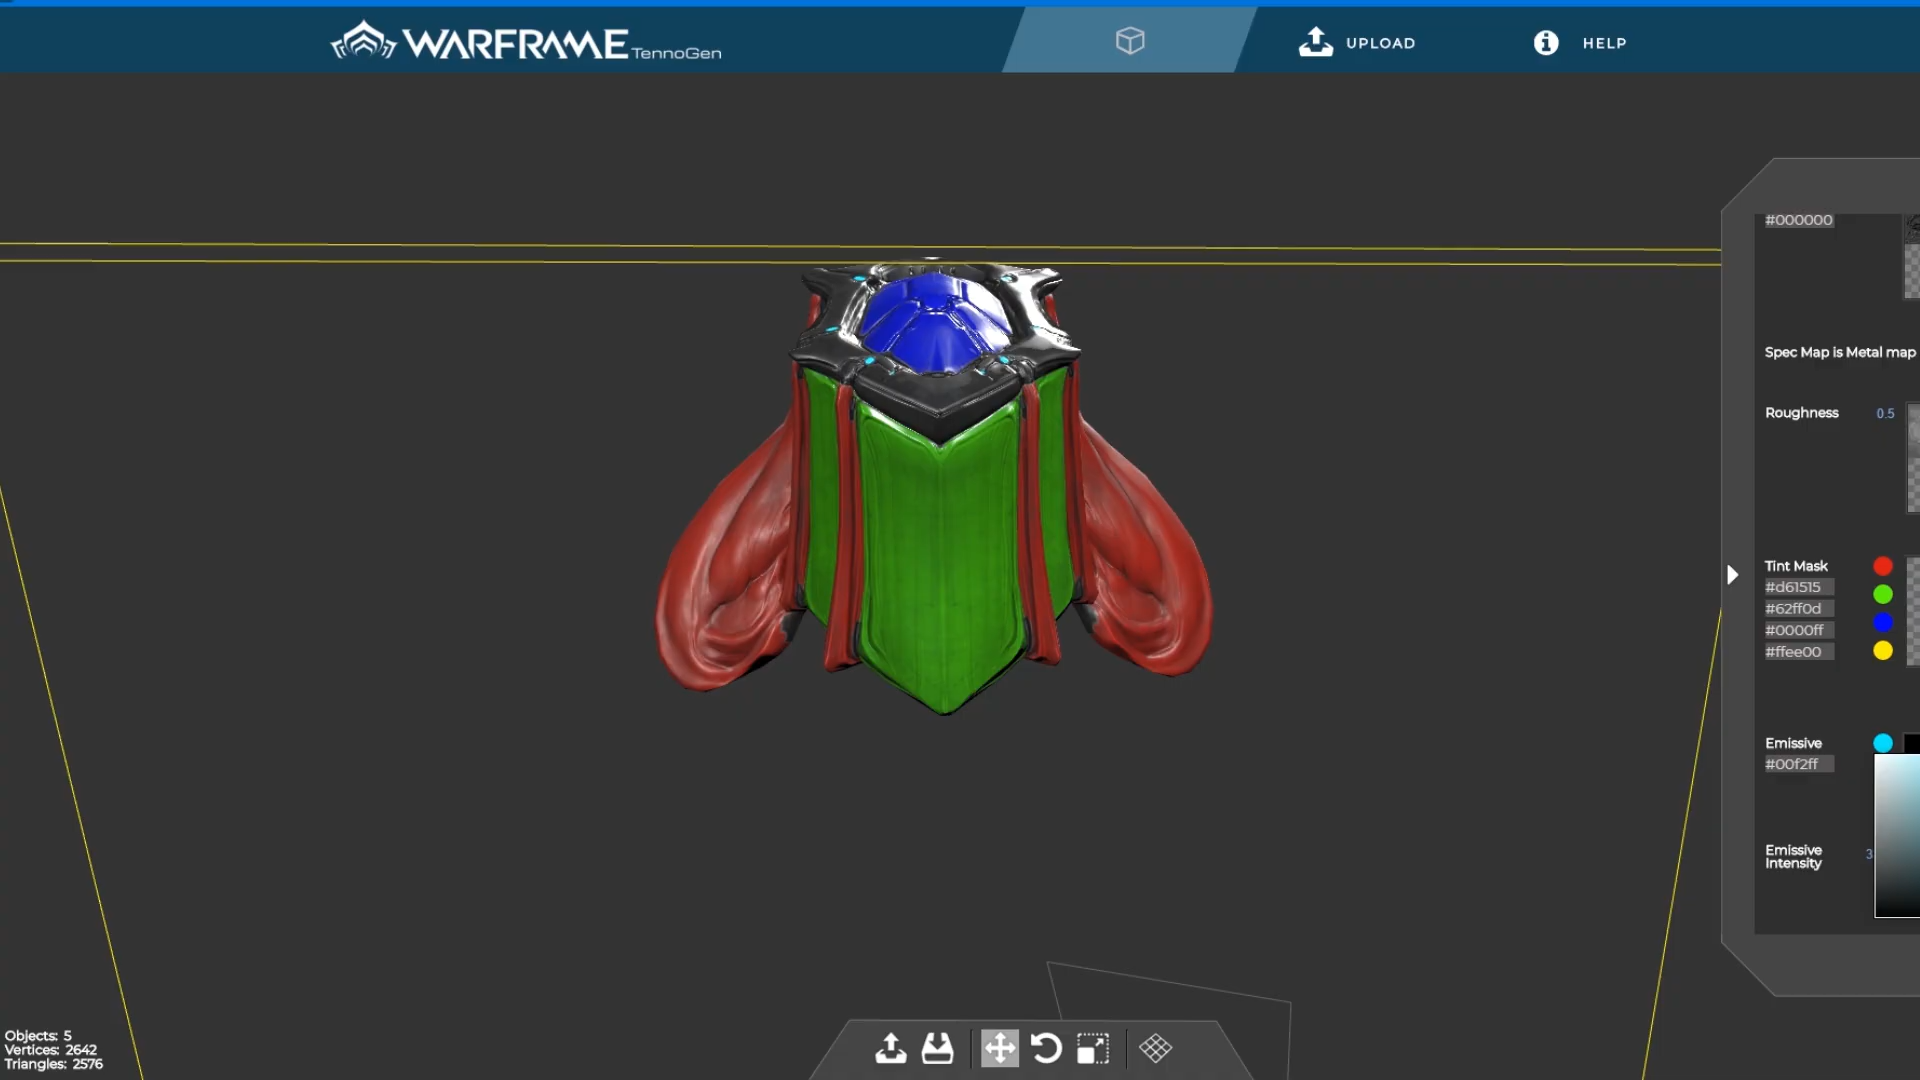 WARFRAME TennoGen
UPLOAD
HELP
#000000
Spec Map is Metal map
Roughness 0.5
Tint Mask
#d61515
#62ff0d
#0000ff
#ffee00
Emissive
#00f2ff
Emissive
Intensity
3
Objects: 5
Vertices: 2642
Triangles: 2576